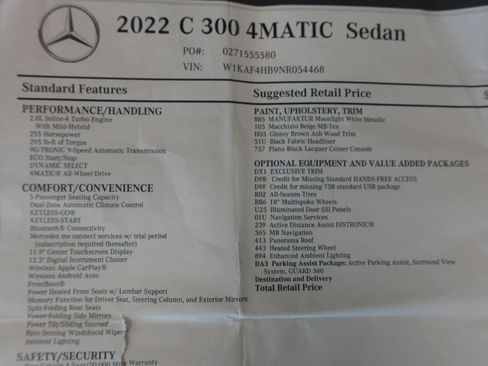 2022 C 300 4MATIC Sedan
PO#: 0271555580
VIN: W1KAF4HB9NR054468
Standard Features
PERFORMANCE/HANDLING
2.0L Inline-4 Turbo Engine
With Mild-Hybrid
255 Horsepower
295 lb-ft of Torque
9G-TRONIC 9-Speed Automatic Transmission
ECO Start/Stop
DYNAMIC SELECT
4MATIC® All-Wheel Drive
COMFORT/CONVENIENCE
5-Passenger Seating Capacity
Dual-Zone Automatic Climate Control
KEYLESS-GO®
KEYLESS-START
Bluetooth® Connectivity
Mercedes me connect services w/ trial period
(subscription required thereafter)
11.9" Center Touchscreen Display
12.3" Digital Instrument Cluster
Wireless Apple CarPlay®
Wireless Android Auto
FrontBass®
Power Heated Front Seats w/ Lumbar Support
Memory Function for Driver Seat, Steering Column, and Exterior Mirrors
Split-Folding Rear Seats
Power-Folding Side Mirrors
Power Tilt/Sliding Sunroof
Rain-Sensing Windshield Wipers
Ambient Lighting
SAFETY/SECURITY
Warranty
Suggested Retail Price
PAINT, UPHOLSTERY, TRIM
885 MANUFAKTUR Moonlight White Metallic
105 Macchiato Beige MB-Tex
H03 Glossy Brown Ash Wood Trim
51U Black Fabric Headliner
757 Piano Black Lacquer Center Console
OPTIONAL EQUIPMENT AND VALUE ADDED PACKAGES
DX1 EXCLUSIVE TRIM
D9B Credit for Missing Standard HANDS-FREE ACCESS
D9F Credit for missing 75B standard USB package
R02 All-Season Tires
R86 18" Multispoke Wheels
U25 Illuminated Door Sill Panels
01U Navigation Services
239 Active Distance Assist DISTRONIC®
365 MB Navigation
413 Panorama Roof
443 Heated Steering Wheel
894 Enhanced Ambient Lighting
DA3 Parking Assist Package: Active Parking Assist, Surround View
System, GUARD 360
Destination and Delivery
Total Retail Price